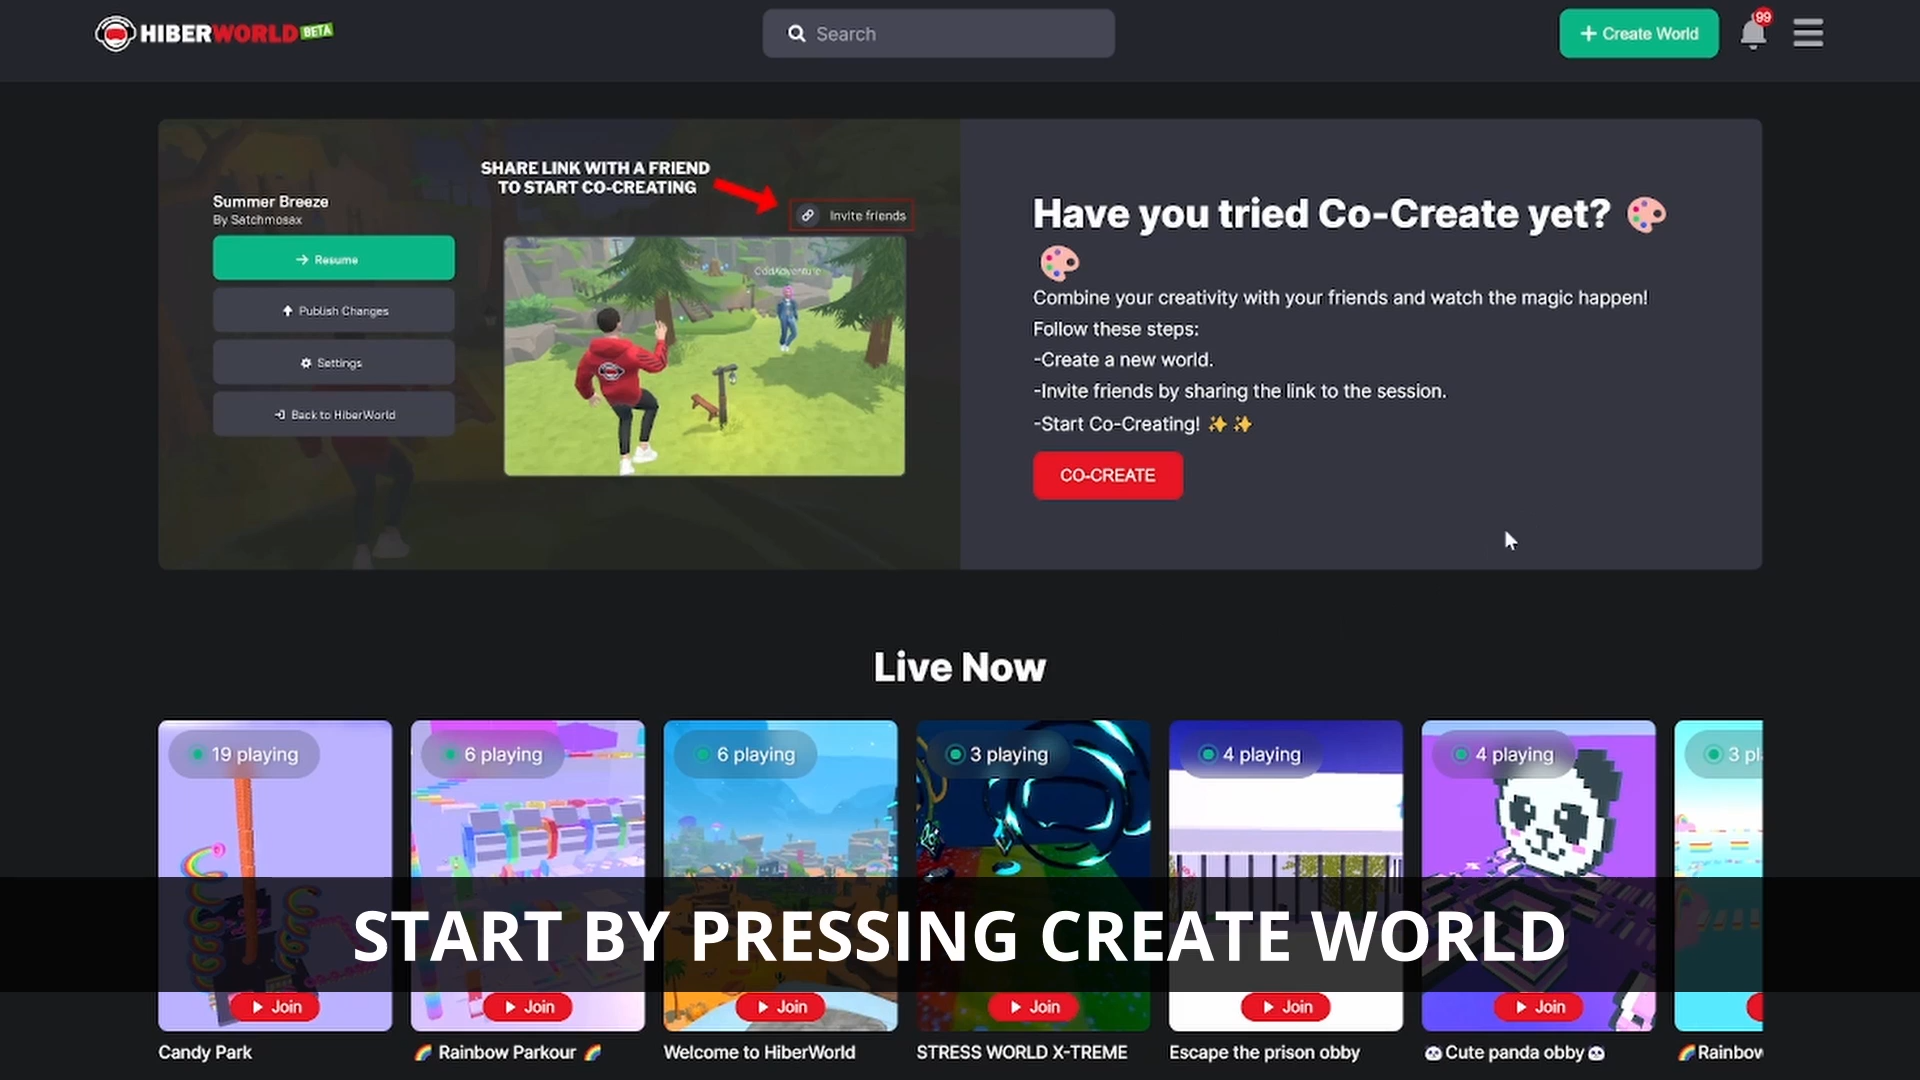 HIBERWORLD BETA
Search
+ Create World
99
SHARE LINK WITH A FRIEND
TO START CO-CREATING
Summer Breeze
By Satchmosax
Invite friends
Resume
Publish Changes
Settings
Back to HiberWorld
OddAdventure
Have you tried Co-Create yet? 🎨
🎨
Combine your creativity with your friends and watch the magic happen!
Follow these steps:
-Create a new world.
-Invite friends by sharing the link to the session.
-Start Co-Creating! ✨ ✨
CO-CREATE
Live Now
19 playing
6 playing
6 playing
3 playing
4 playing
4 playing
3 pl
START BY PRESSING CREATE WORLD
Join
Join
Join
Join
Join
Join
Candy Park
🌈 Rainbow Parkour 🌈
Welcome to HiberWorld
STRESS WORLD X-TREME
Escape the prison obby
🐼Cute panda obby🐼
🌈Rainbow